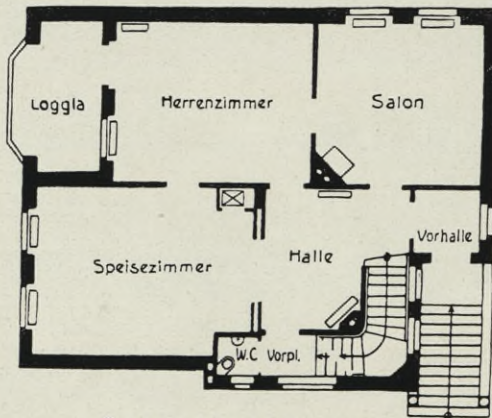 Loggia
Herrenzimmer
Salon
Speisezimmer
Halle
Vorhalle
W.C Vorpl.